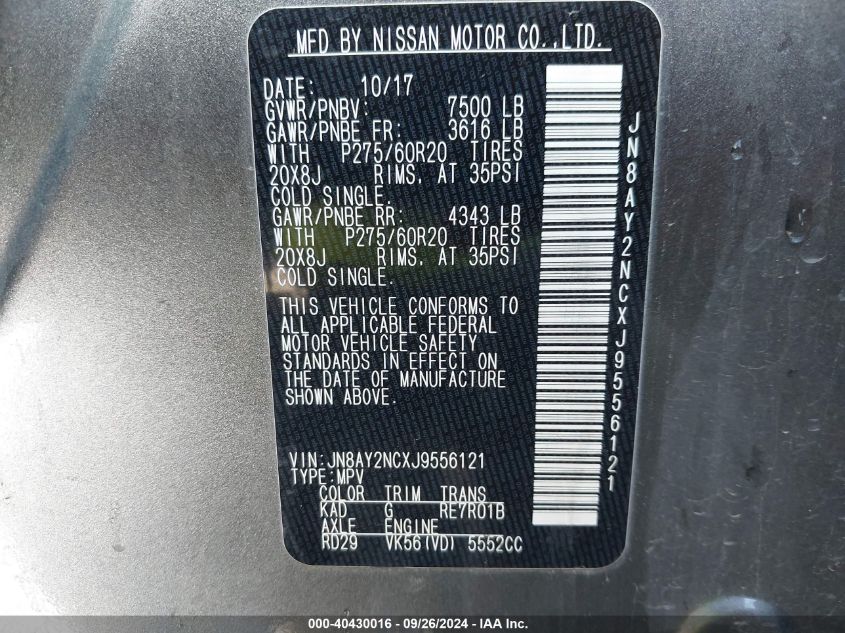 MFD BY NISSAN MOTOR CO.,LTD.
DATE: 10/17
GVWR/PNBV: 7500 LB
GAWR/PNBE FR: 3616 LB
WITH P275/60R20 TIRES
20X8J RIMS, AT 35PSI
COLD SINGLE.
GAWR/PNBE RR: 4343 LB
WITH P275/60R20 TIRES
20X8J RIMS, AT 35PSI
COLD SINGLE.
THIS VEHICLE CONFORMS TO
ALL APPLICABLE FEDERAL
MOTOR VEHICLE SAFETY
STANDARDS IN EFFECT ON
THE DATE OF MANUFACTURE
SHOWN ABOVE.
VIN:JN8AY2NCXJ9556121
TYPE:MPV
COLOR TRIM TRANS
KAD G RE7R01B
AXLE ENGINE
RD29 VK56(VD) 5552CC
JN8AY2NCXJ9556121
000-40430016 - 09/26/2024 - IAA Inc.